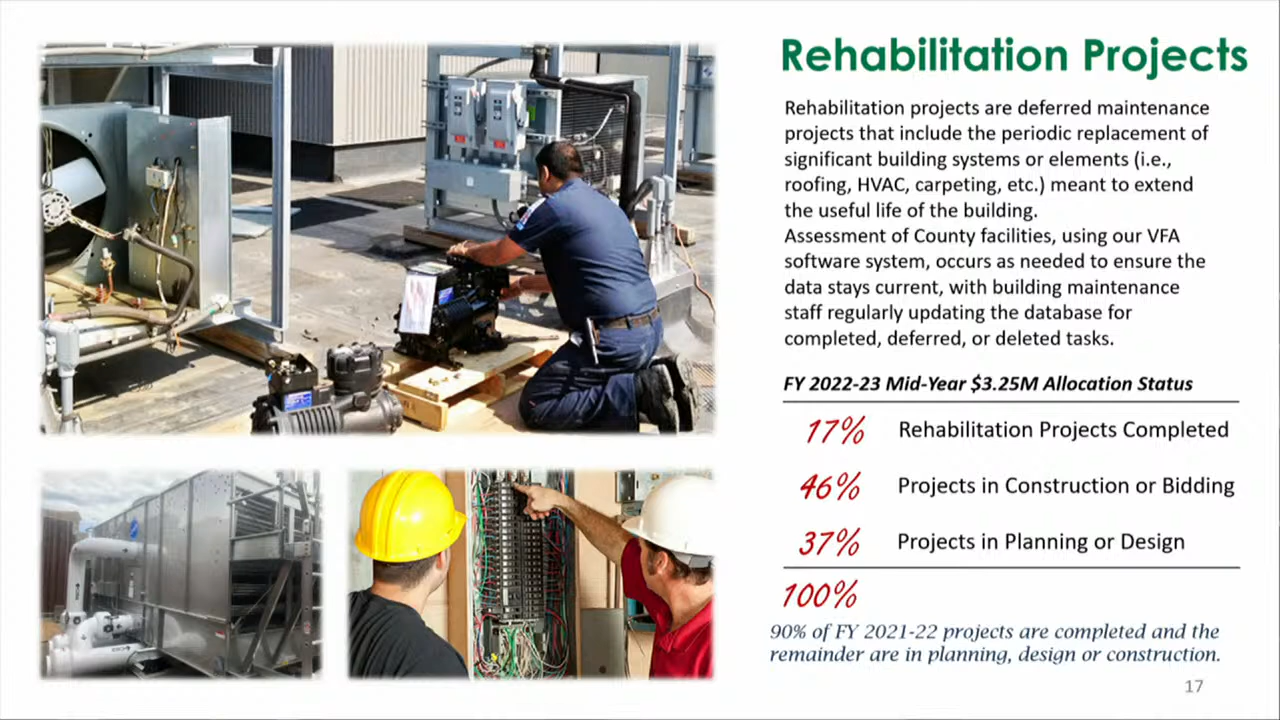 Rehabilitation Projects
Rehabilitation projects are deferred maintenance
projects that include the periodic replacement of
significant building systems or elements (i.e.,
roofing, HVAC, carpeting, etc.) meant to extend
the useful life of the building.
Assessment of County facilities, using our VFA
software system, occurs as needed to ensure the
data stays current, with building maintenance
staff regularly updating the database for
completed, deferred, or deleted tasks.
FY 2022-23 Mid-Year $3.25M Allocation Status
17% Rehabilitation Projects Completed
46% Projects in Construction or Bidding
37% Projects in Planning or Design
100%
90% of FY 2021-22 projects are completed and the
remainder are in planning, design or construction.
17